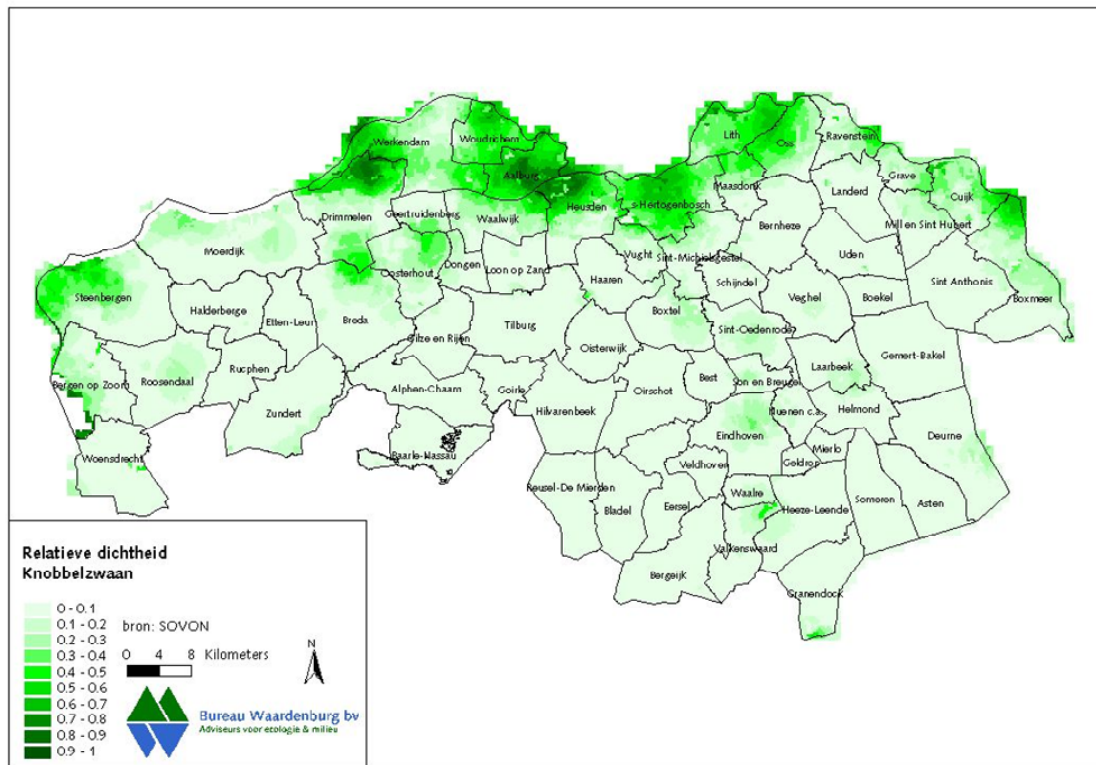 Werkendam
Woudrichem
Aalburg
Lith
Oss
Ravenstein
Heusden
s-Hertogenbosch
Maasdonk
Landerd
Grave
Cuijk
Drimmelen
Geertruidenberg
Waalwijk
Bernheze
Mill en Sint Hubert
Moerdijk
Oosterhout
Dongen
Loon op Zand
Vught
Sint-Michielsgestel
Uden
Haaren
Schijndel
Sint Anthonis
Boxmeer
Steenbergen
Halderberge
Etten-Leur
Breda
Tilburg
Boxtel
Veghel
Boekel
Gilze en Rijen
Oisterwijk
Sint-Oedenrode
Gemert-Bakel
Bergen op Zoom
Roosendaal
Rucphen
Alphen-Chaam
Goirle
Oirschot
Best
Son en Breugel
Laarbeek
Zundert
Hilvarenbeek
Nuenen c.a.
Helmond
Eindhoven
Deurne
Woensdrecht
Baarle-Nassau
Mierlo
Veldhoven
Geldrop
Reusel-De Mierden
Bladel
Eersel
Waalre
Heeze-Leende
Someren
Asten
Valkenswaard
Bergeijk
Cranendock
Relatieve dichtheid
Knobbelzwaan
0 - 0.1
0.1 - 0.2
0.2 - 0.3
0.3 - 0.4
0.4 - 0.5
0.5 - 0.6
0.6 - 0.7
0.7 - 0.8
0.8 - 0.9
0.9 - 1
bron: SOVON
0 4 8 Kilometers
N
Bureau Waardenburg bv
Adviseurs voor ecologie & milieu